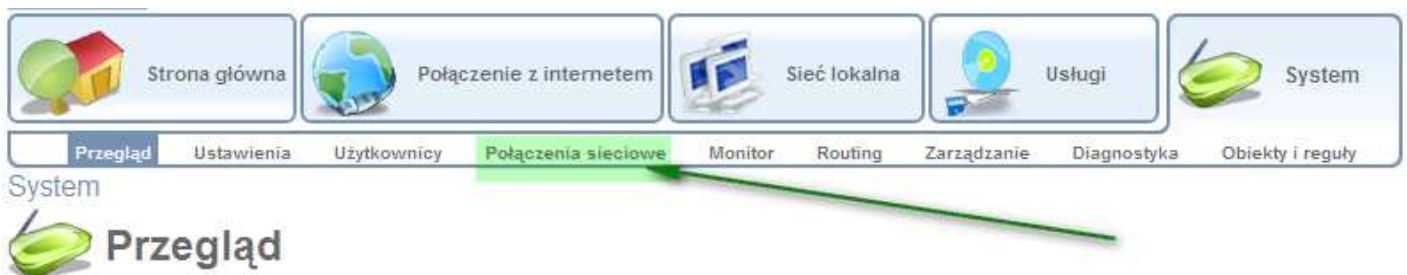 Strona główna Połączenie z internetem Sieć lokalna Usługi System
Przegląd Ustawienia Użytkownicy Połączenia sieciowe Monitor Routing Zarządzanie Diagnostyka Obiekty i reguły
System
Przegląd